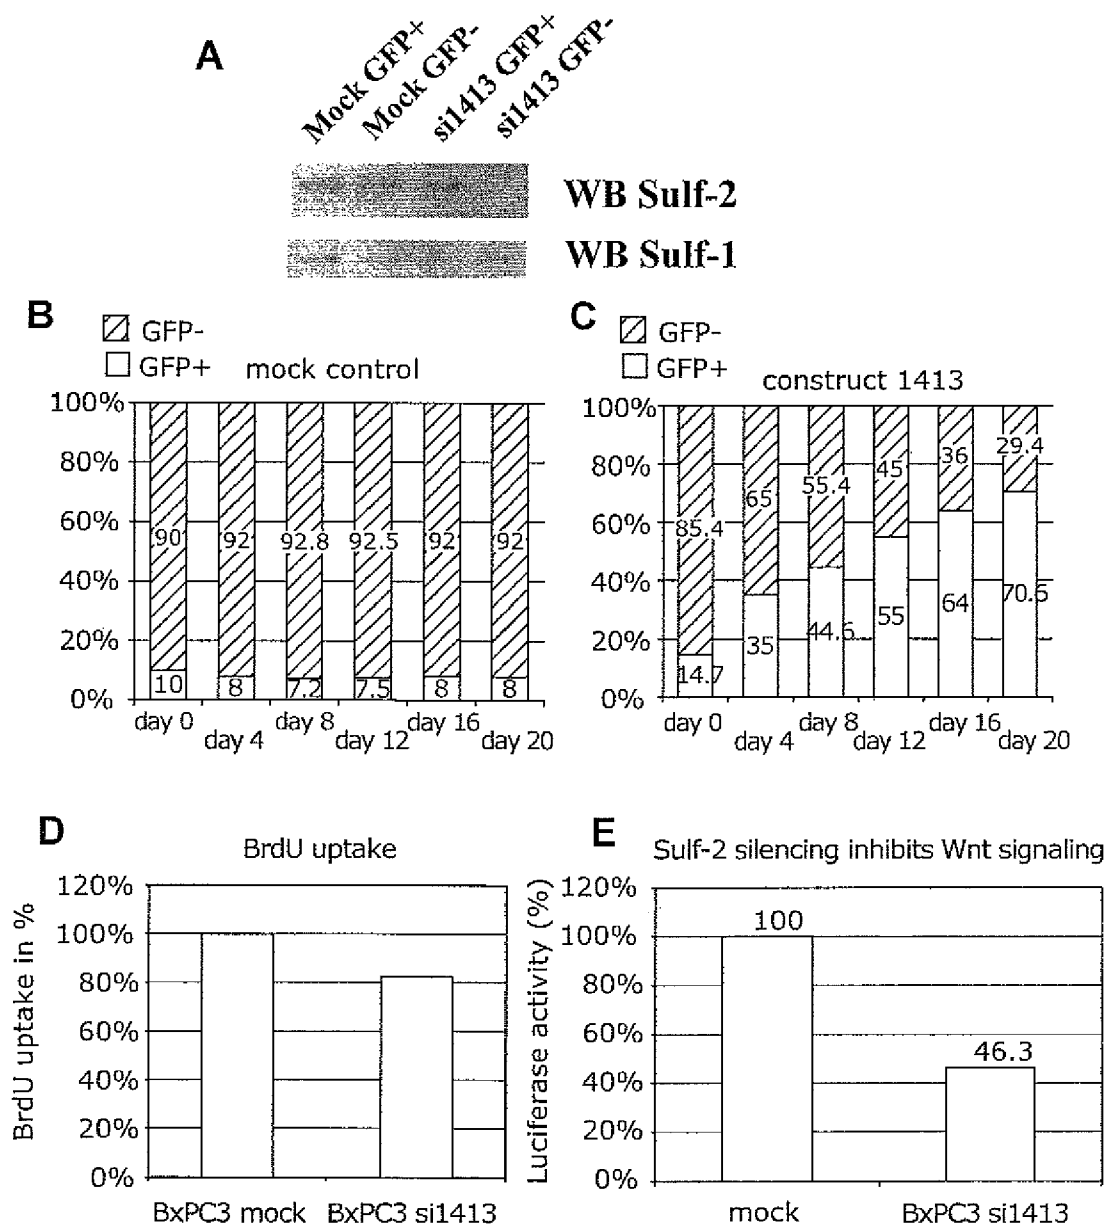 A
Mock GFP+
Mock GFP-
si1413 GFP+
si1413 GFP-
WB Sulf-2
WB Sulf-1
B
GFP-
GFP+
mock control
100%
80%
60%
40%
20%
0%
90
92
92.8
92.5
92
92
10
8
7.2
7.5
8
8
day 0
day 4
day 8
day 12
day 16
day 20
C
GFP-
GFP+
construct 1413
100%
80%
60%
40%
20%
0%
85.4
65
55.4
45
36
29.4
14.7
35
44.6
55
64
70.6
day 0
day 4
day 8
day 12
day 16
day 20
D
BrdU uptake
BrdU uptake in %
120%
100%
80%
60%
40%
20%
0%
BxPC3 mock
BxPC3 si1413
E
Sulf-2 silencing inhibits Wnt signaling
Luciferase activity (%)
120%
100%
80%
60%
40%
20%
0%
100
46.3
mock
BxPC3 si1413